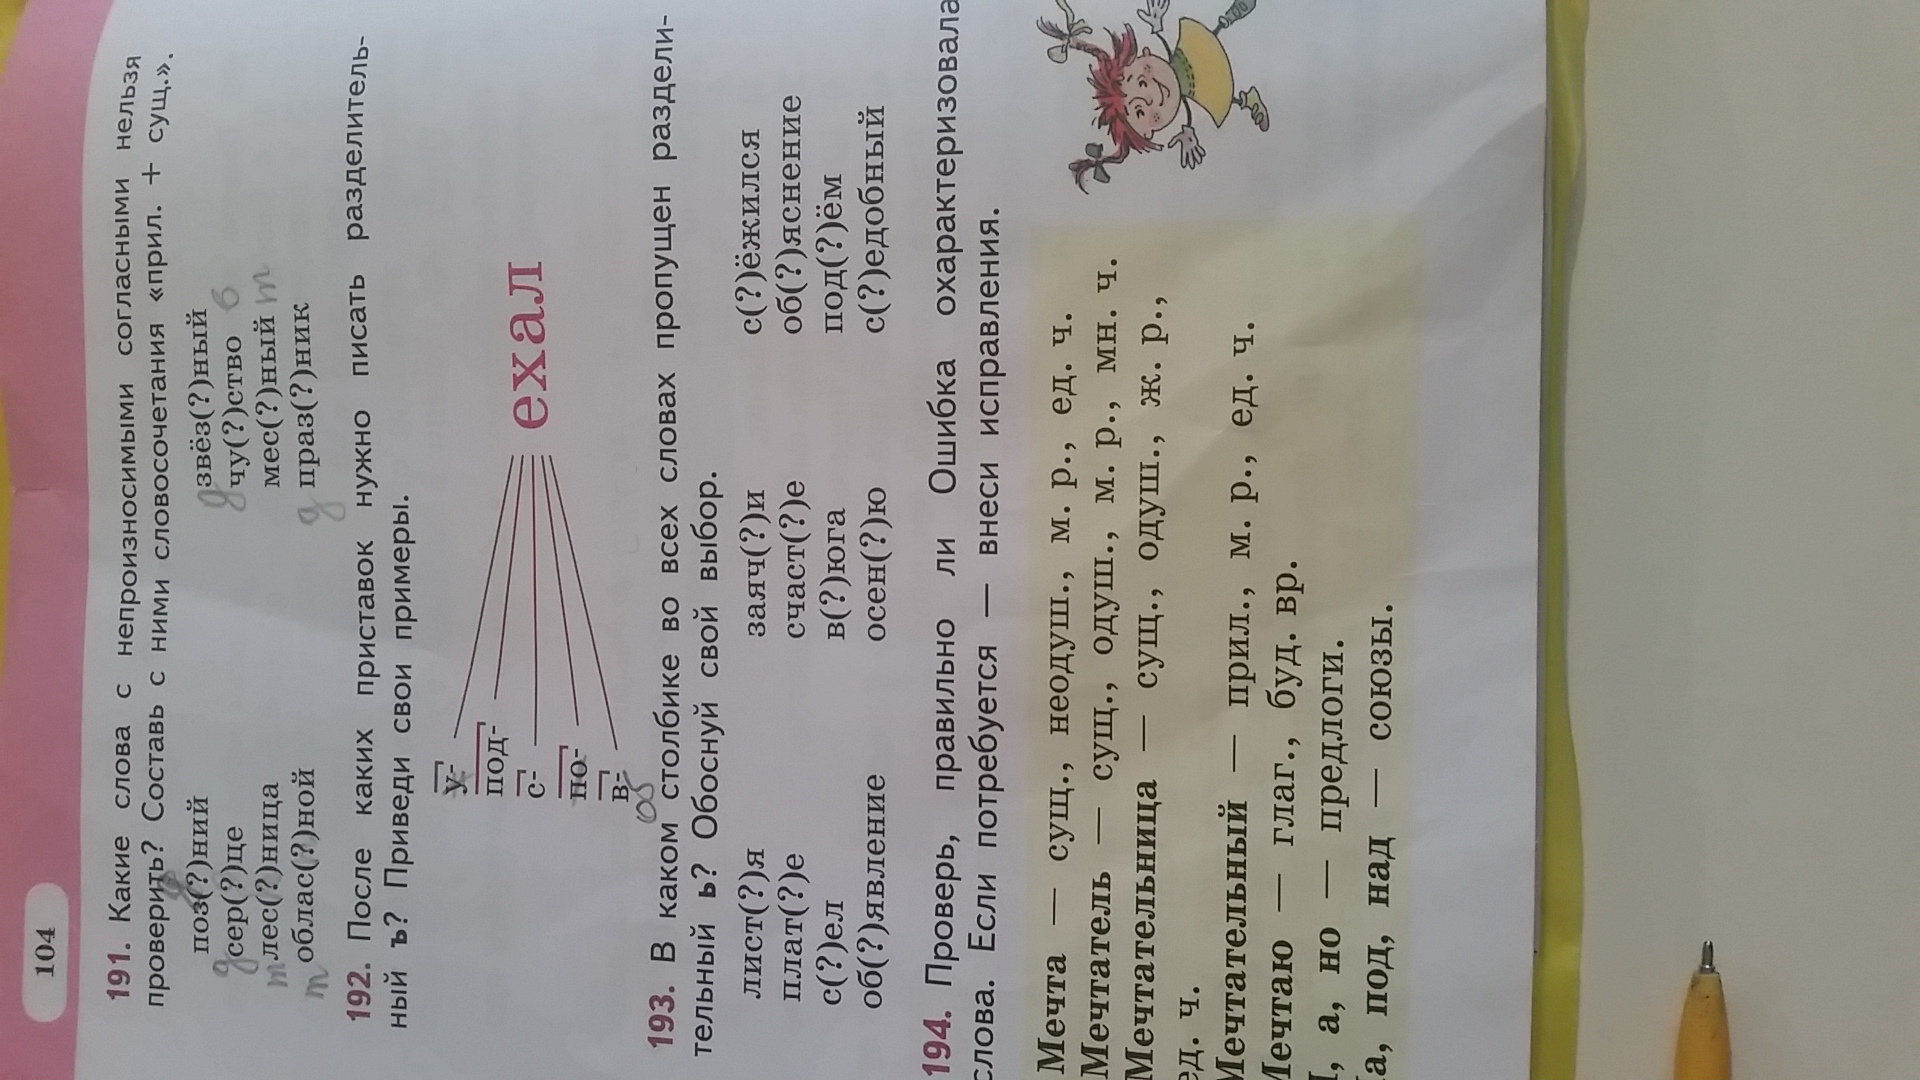 104
191. Какие слова с непроизносимыми согласными нельзя
проверить? Составь с ними словосочетания «прил. + сущ.».
поз(?)ний звёз(?)ный
д
д
сер(?)це чу(?)ство в
д
т лес(?)ница мес(?)ный т
т облас(?)ной праз(?)ник
д
192. После каких приставок нужно писать разделитель-
ный ъ? Приведи свои примеры.
у-
под-
с-
по-
в-
ехал
об
193. В каком столбике во всех словах пропущен раздели-
тельный ь? Обоснуй свой выбор.
лист(?)я заяч(?)и с(?)ёжился
плат(?)е счаст(?)е об(?)яснение
с(?)ел в(?)юга под(?)ём
об(?)явление осен(?)ю с(?)едобный
194. Проверь, правильно ли Ошибка охарактеризовала
слова. Если потребуется — внеси исправления.
Мечта — сущ., неодуш., м. р., ед. ч.
Мечтатель — сущ., одуш., м. р., мн. ч.
Мечтательница — сущ., одуш., ж. р.,
ед. ч.
Мечтательный — прил., м. р., ед. ч.
Мечтаю — глаг., буд. вр.
а, но — предлоги.
под, над — союзы.